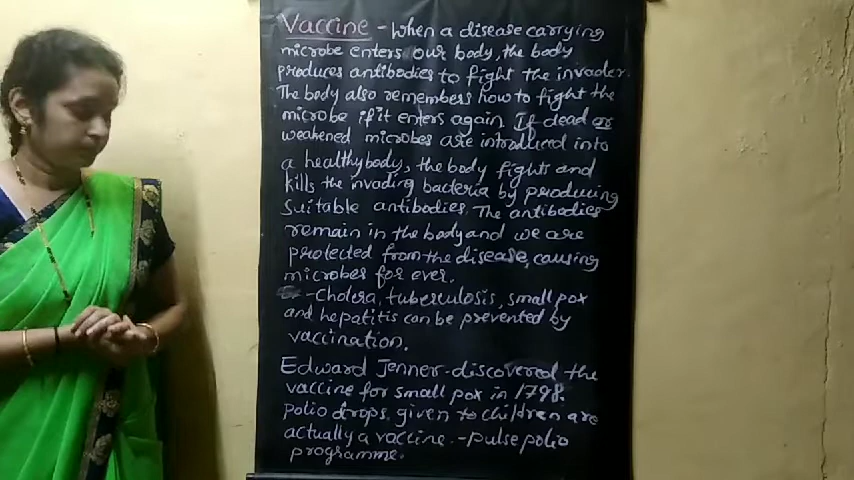 Vaccine - When a disease carrying
microbe enters our body, the body
produces antibodies to fight the invader.
The body also remembers how to fight the
microbe if it enters again. If dead or
weakened microbes are introduced into
a healthy body, the body fights and
kills the invading bacteria by producing
suitable antibodies. The antibodies
remain in the body and we are
protected from the disease, causing
microbes for ever.
- Cholera, tuberculosis, small pox
and hepatitis can be prevented by
vaccination.
Edward Jenner - discovered the
vaccine for small pox in 1798.
Polio drops given to children are
actually a vaccine. - pulse polio
programme.